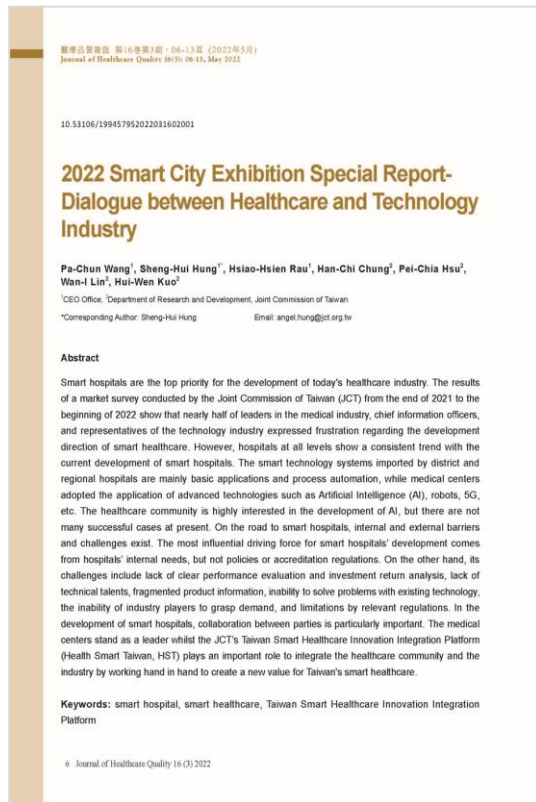 醫療品質雜誌 第16卷第3期，06-13頁 (2022年5月)
Journal of Healthcare Quality 16(3): 06-13, May 2022
10.53106/199457952022031602001
2022 Smart City Exhibition Special Report-
Dialogue between Healthcare and Technology
Industry
Pa-Chun Wang1, Sheng-Hui Hung1*, Hsiao-Hsien Rau1, Han-Chi Chung2, Pei-Chia Hsu2,
Wan-I Lin2, Hui-Wen Kuo2
1CEO Office, 2Department of Research and Development, Joint Commission of Taiwan
*Corresponding Author: Sheng-Hui Hung Email: angel.hung@jct.org.tw
Abstract
Smart hospitals are the top priority for the development of today's healthcare industry. The results
of a market survey conducted by the Joint Commission of Taiwan (JCT) from the end of 2021 to the
beginning of 2022 show that nearly half of leaders in the medical industry, chief information officers,
and representatives of the technology industry expressed frustration regarding the development
direction of smart healthcare. However, hospitals at all levels show a consistent trend with the
current development of smart hospitals. The smart technology systems imported by district and
regional hospitals are mainly basic applications and process automation, while medical centers
adopted the application of advanced technologies such as Artificial Intelligence (AI), robots, 5G,
etc. The healthcare community is highly interested in the development of AI, but there are not
many successful cases at present. On the road to smart hospitals, internal and external barriers
and challenges exist. The most influential driving force for smart hospitals' development comes
from hospitals' internal needs, but not policies or accreditation regulations. On the other hand, its
challenges include lack of clear performance evaluation and investment return analysis, lack of
technical talents, fragmented product information, inability to solve problems with existing technology,
the inability of industry players to grasp demand, and limitations by relevant regulations. In the
development of smart hospitals, collaboration between parties is particularly important. The medical
centers stand as a leader whilst the JCT's Taiwan Smart Healthcare Innovation Integration Platform
(Health Smart Taiwan, HST) plays an important role to integrate the healthcare community and the
industry by working hand in hand to create a new value for Taiwan's smart healthcare.
Keywords: smart hospital, smart healthcare, Taiwan Smart Healthcare Innovation Integration
Platform
6 Journal of Healthcare Quality 16 (3) 2022